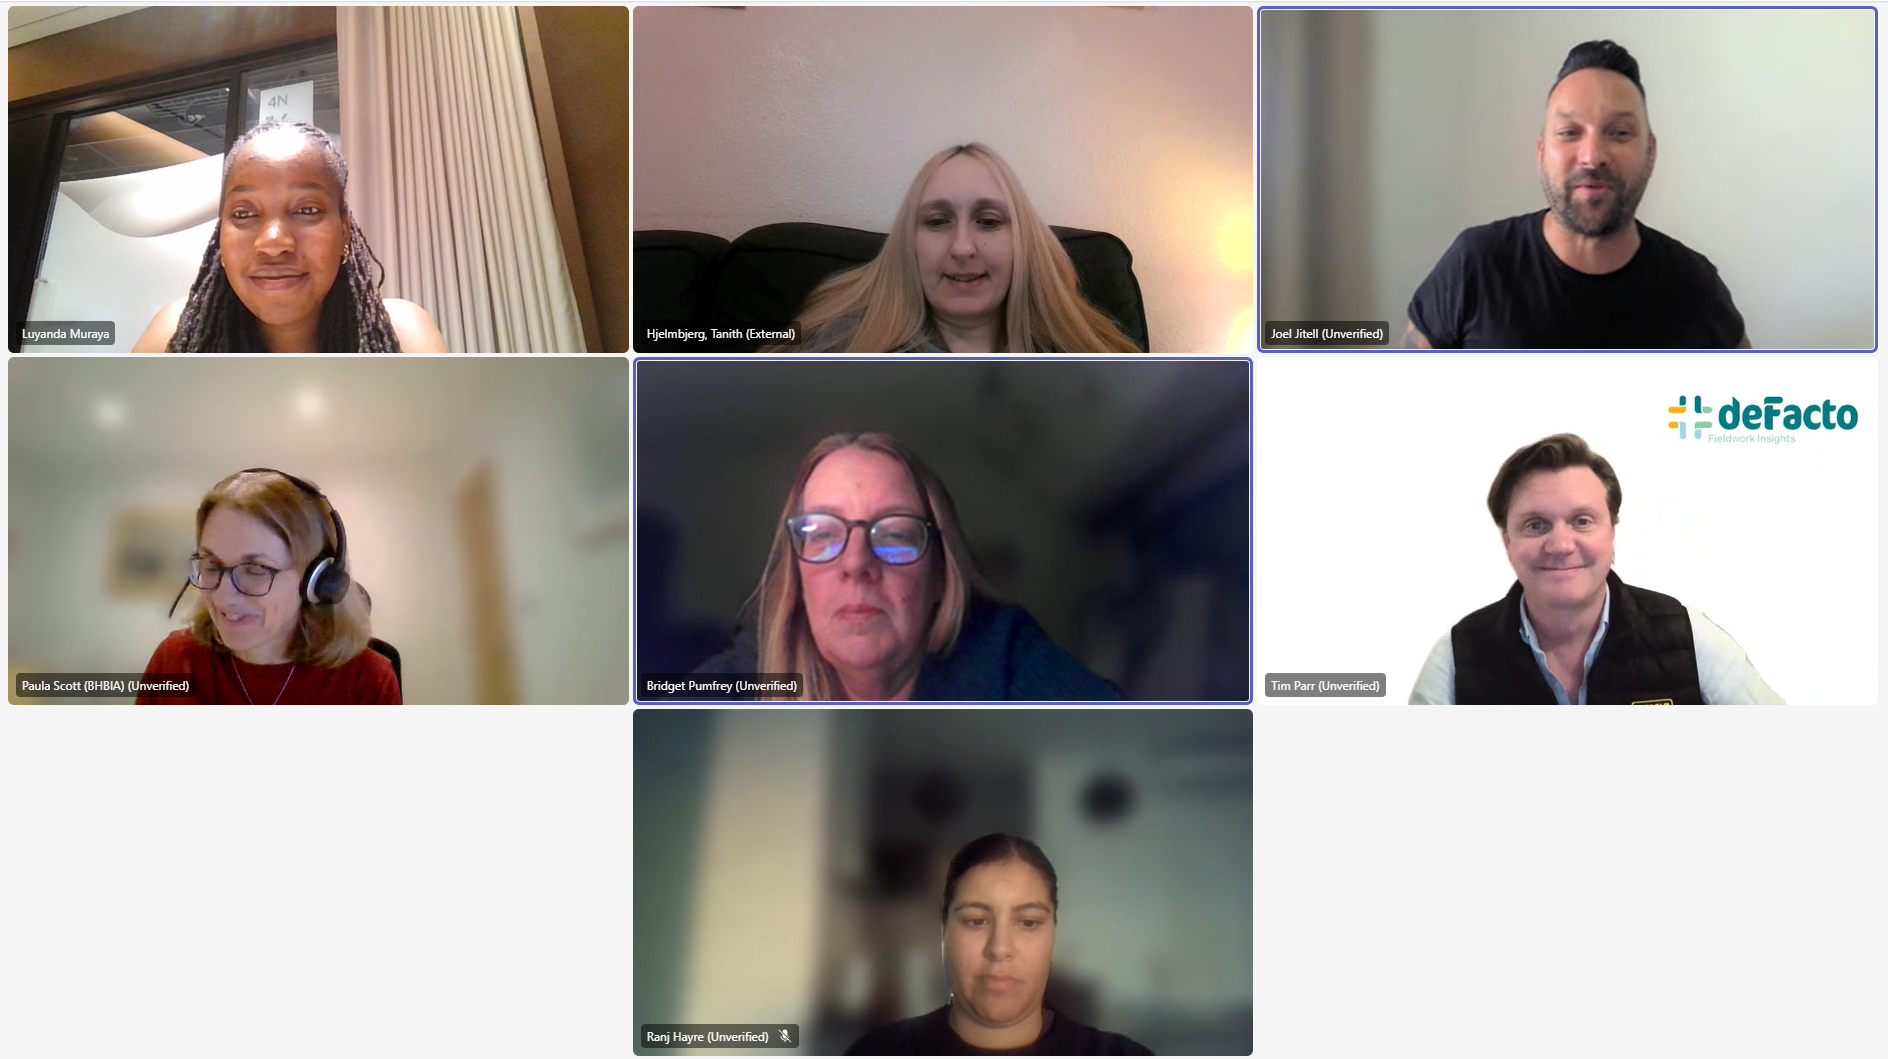 4N
Luyanda Muraya
Hjelmbjerg, Tanith (External)
Joel Jitell (Unverified)
deFacto
Fieldwork Insights
Paula Scott (BHBIA) (Unverified)
Bridget Pumfrey (Unverified)
Tim Parr (Unverified)
Ranj Hayre (Unverified)